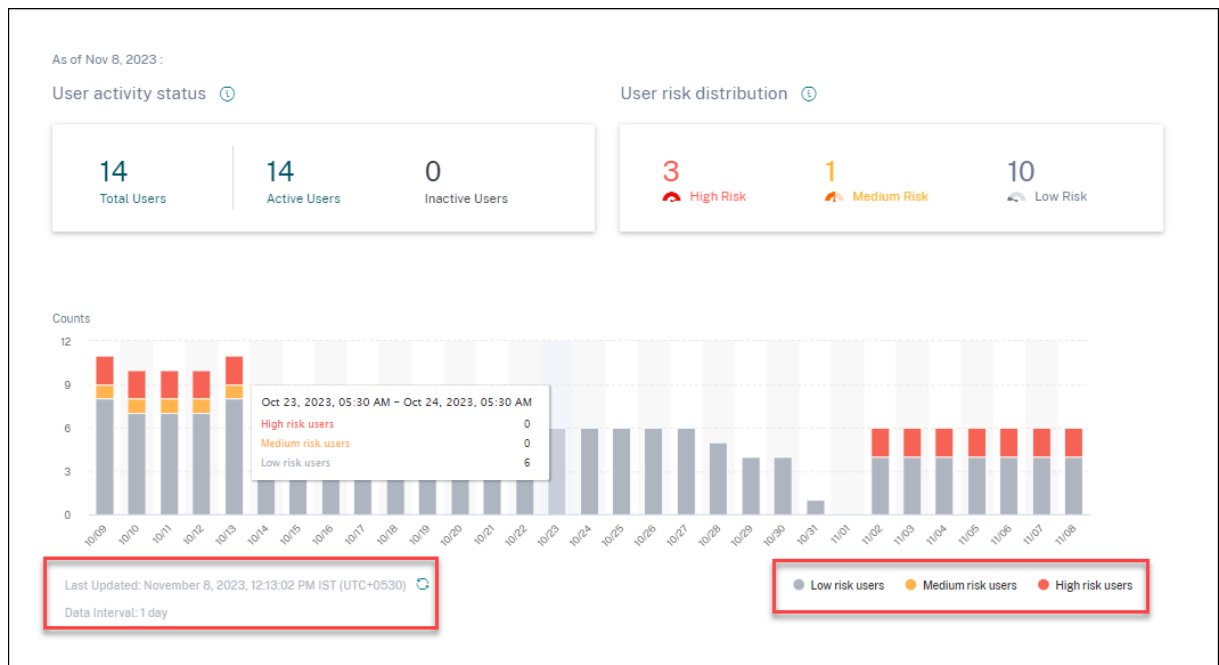 As of Nov 8, 2023 :
User activity status
User risk distribution
14
Total Users
14
Active Users
0
Inactive Users
3
High Risk
1
Medium Risk
10
Low Risk
Counts
12
9
6
3
0
Oct 23, 2023, 05:30 AM – Oct 24, 2023, 05:30 AM
High risk users 0
Medium risk users 0
Low risk users 6
10/09 10/10 10/11 10/12 10/13 10/14 10/15 10/16 10/17 10/18 10/19 10/20 10/21 10/22 10/23 10/24 10/25 10/26 10/27 10/28 10/29 10/30 10/31 11/01 11/02 11/03 11/04 11/05 11/06 11/07 11/08
Last Updated: November 8, 2023, 12:13:02 PM IST (UTC+0530)
Data Interval: 1 day
Low risk users Medium risk users High risk users